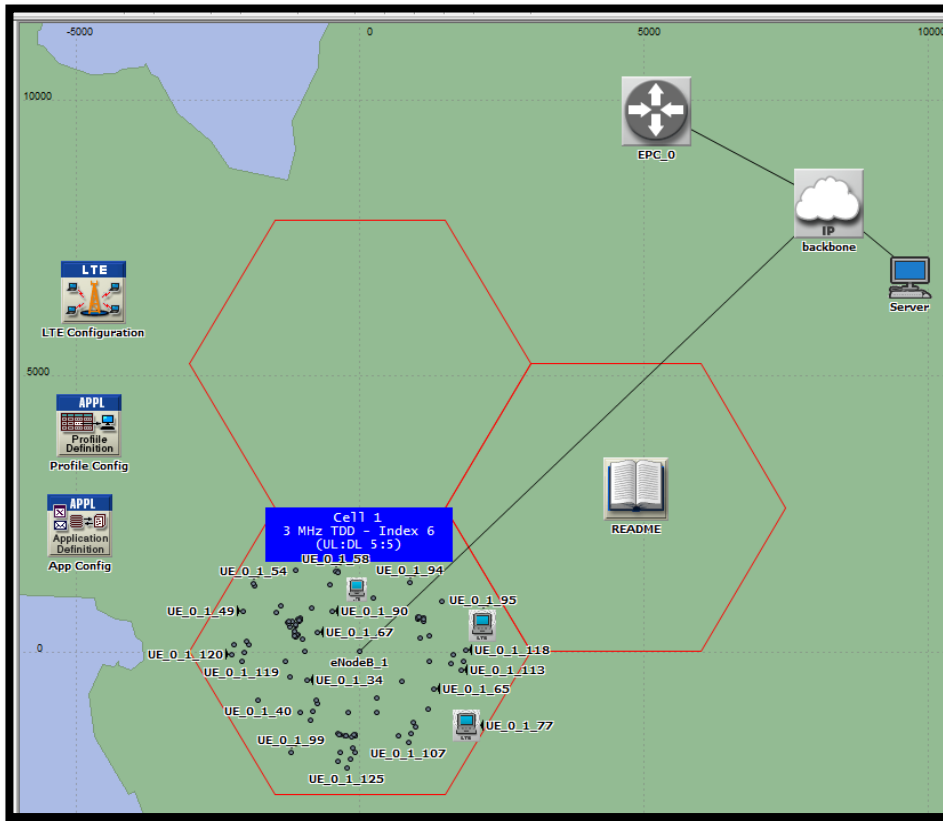 -5000
0
5000
10000
10000
EPC_0
IP
backbone
Server
LTE
LTE Configuration
5000
APPL
Profile
Definition
Profile Config
README
APPL
Application
Definition
App Config
Cell 1
3 MHz TDD - Index 6
(UL:DL 5:5)
UE_0_1_58
UE_0_1_54
UE_0_1_94
UE_0_1_95
UE_0_1_49
UE_0_1_90
UE_0_1_67
LTE
0
UE_0_1_120
eNodeB_1
UE_0_1_118
UE_0_1_119
UE_0_1_34
UE_0_1_113
UE_0_1_65
UE_0_1_40
UE_0_1_77
LTE
UE_0_1_99
UE_0_1_107
UE_0_1_125